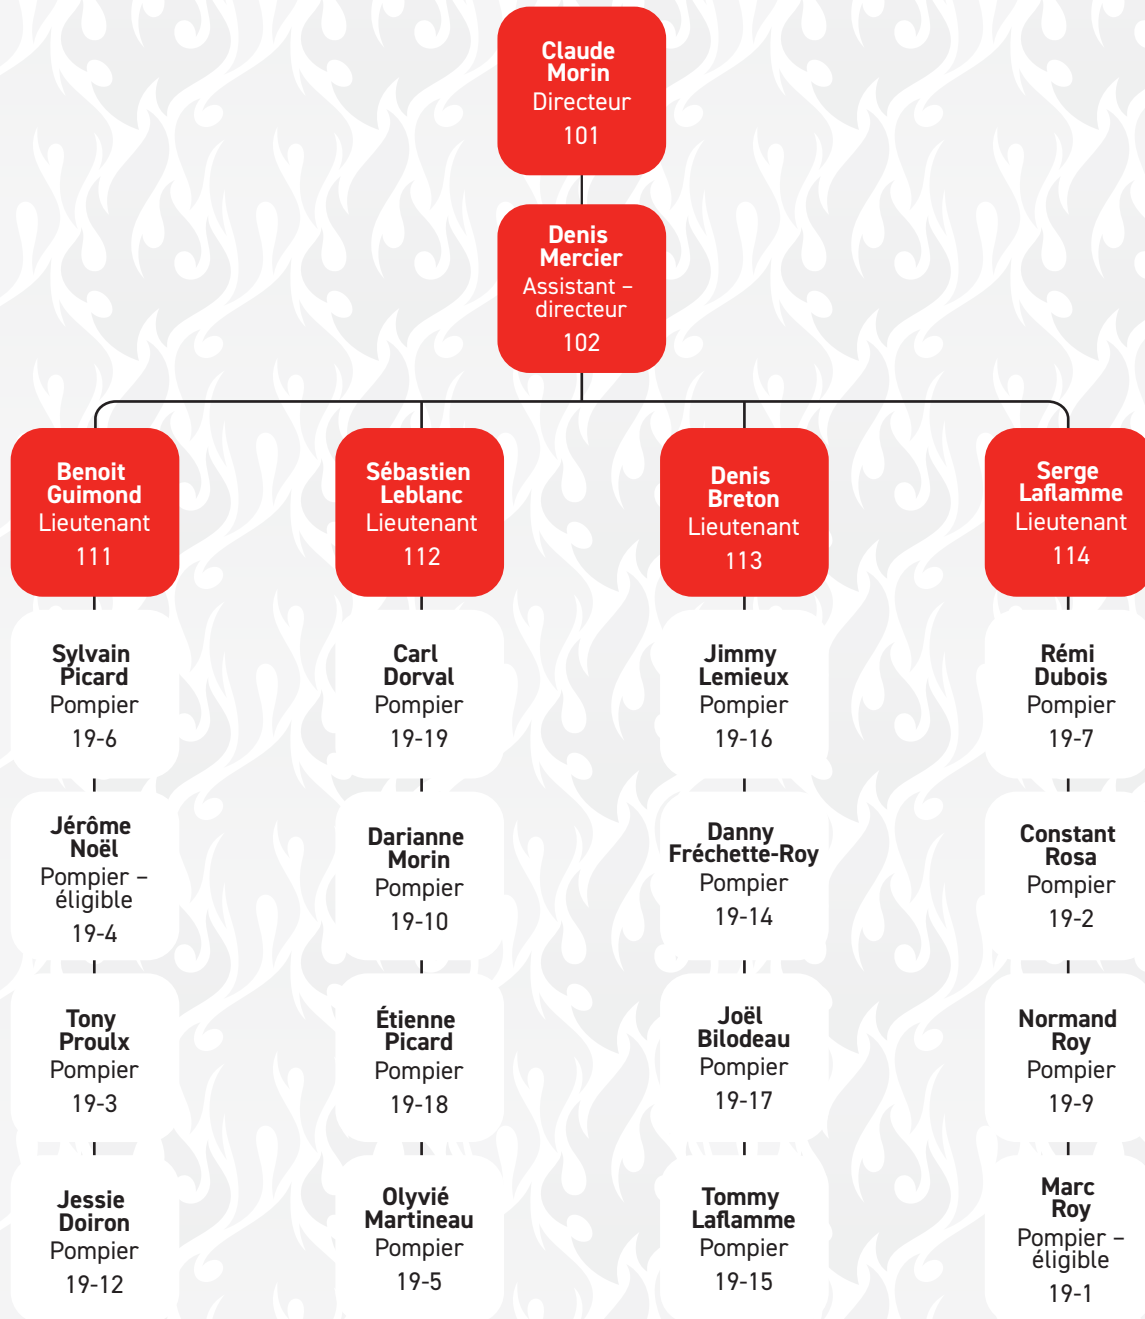 Claude
Morin
Directeur
101
Denis
Mercier
Assistant –
directeur
102
Benoit
Guimond
Lieutenant
111
Sébastien
Leblanc
Lieutenant
112
Denis
Breton
Lieutenant
113
Serge
Laflamme
Lieutenant
114
Sylvain
Picard
Pompier
19-6
Carl
Dorval
Pompier
19-19
Jimmy
Lemieux
Pompier
19-16
Rémi
Dubois
Pompier
19-7
Jérôme
Noël
Pompier –
éligible
19-4
Darianne
Morin
Pompier
19-10
Danny
Fréchette-Roy
Pompier
19-14
Constant
Rosa
Pompier
19-2
Tony
Proulx
Pompier
19-3
Étienne
Picard
Pompier
19-18
Joël
Bilodeau
Pompier
19-17
Normand
Roy
Pompier
19-9
Jessie
Doiron
Pompier
19-12
Olyvié
Martineau
Pompier
19-5
Tommy
Laflamme
Pompier
19-15
Marc
Roy
Pompier –
éligible
19-1